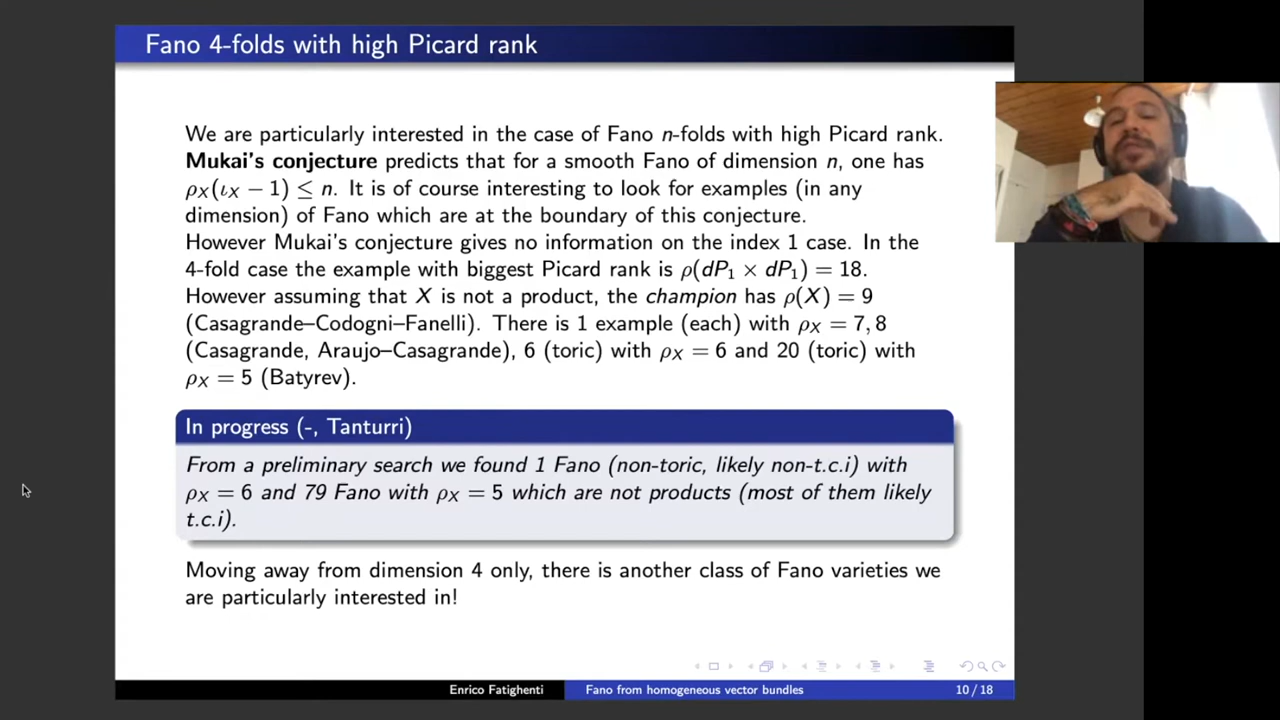 Fano 4-folds with high Picard rank
We are particularly interested in the case of Fano n-folds with high Picard rank.
Mukai's conjecture predicts that for a smooth Fano of dimension n, one has
ρ_X(ι_X − 1) ≤ n. It is of course interesting to look for examples (in any
dimension) of Fano which are at the boundary of this conjecture.
However Mukai's conjecture gives no information on the index 1 case. In the
4-fold case the example with biggest Picard rank is ρ(dP₁ × dP₁) = 18.
However assuming that X is not a product, the champion has ρ(X) = 9
(Casagrande–Codogni–Fanelli). There is 1 example (each) with ρ_X = 7, 8
(Casagrande, Araujo–Casagrande), 6 (toric) with ρ_X = 6 and 20 (toric) with
ρ_X = 5 (Batyrev).
In progress (-, Tanturri)
From a preliminary search we found 1 Fano (non-toric, likely non-t.c.i) with
ρ_X = 6 and 79 Fano with ρ_X = 5 which are not products (most of them likely
t.c.i).
Moving away from dimension 4 only, there is another class of Fano varieties we
are particularly interested in!
Enrico Fatighenti
Fano from homogeneous vector bundles
10 / 18